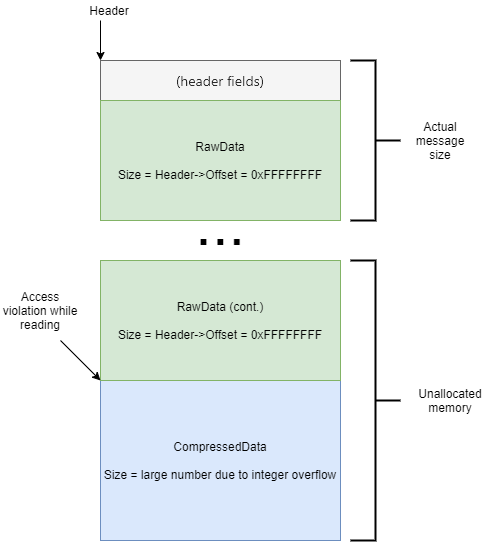 Header
(header fields)
RawData
Size = Header->Offset = 0xFFFFFFFF
Actual
message
size
...
Access
violation while
reading
RawData (cont.)
Size = Header->Offset = 0xFFFFFFFF
Unallocated
memory
CompressedData
Size = large number due to integer overflow